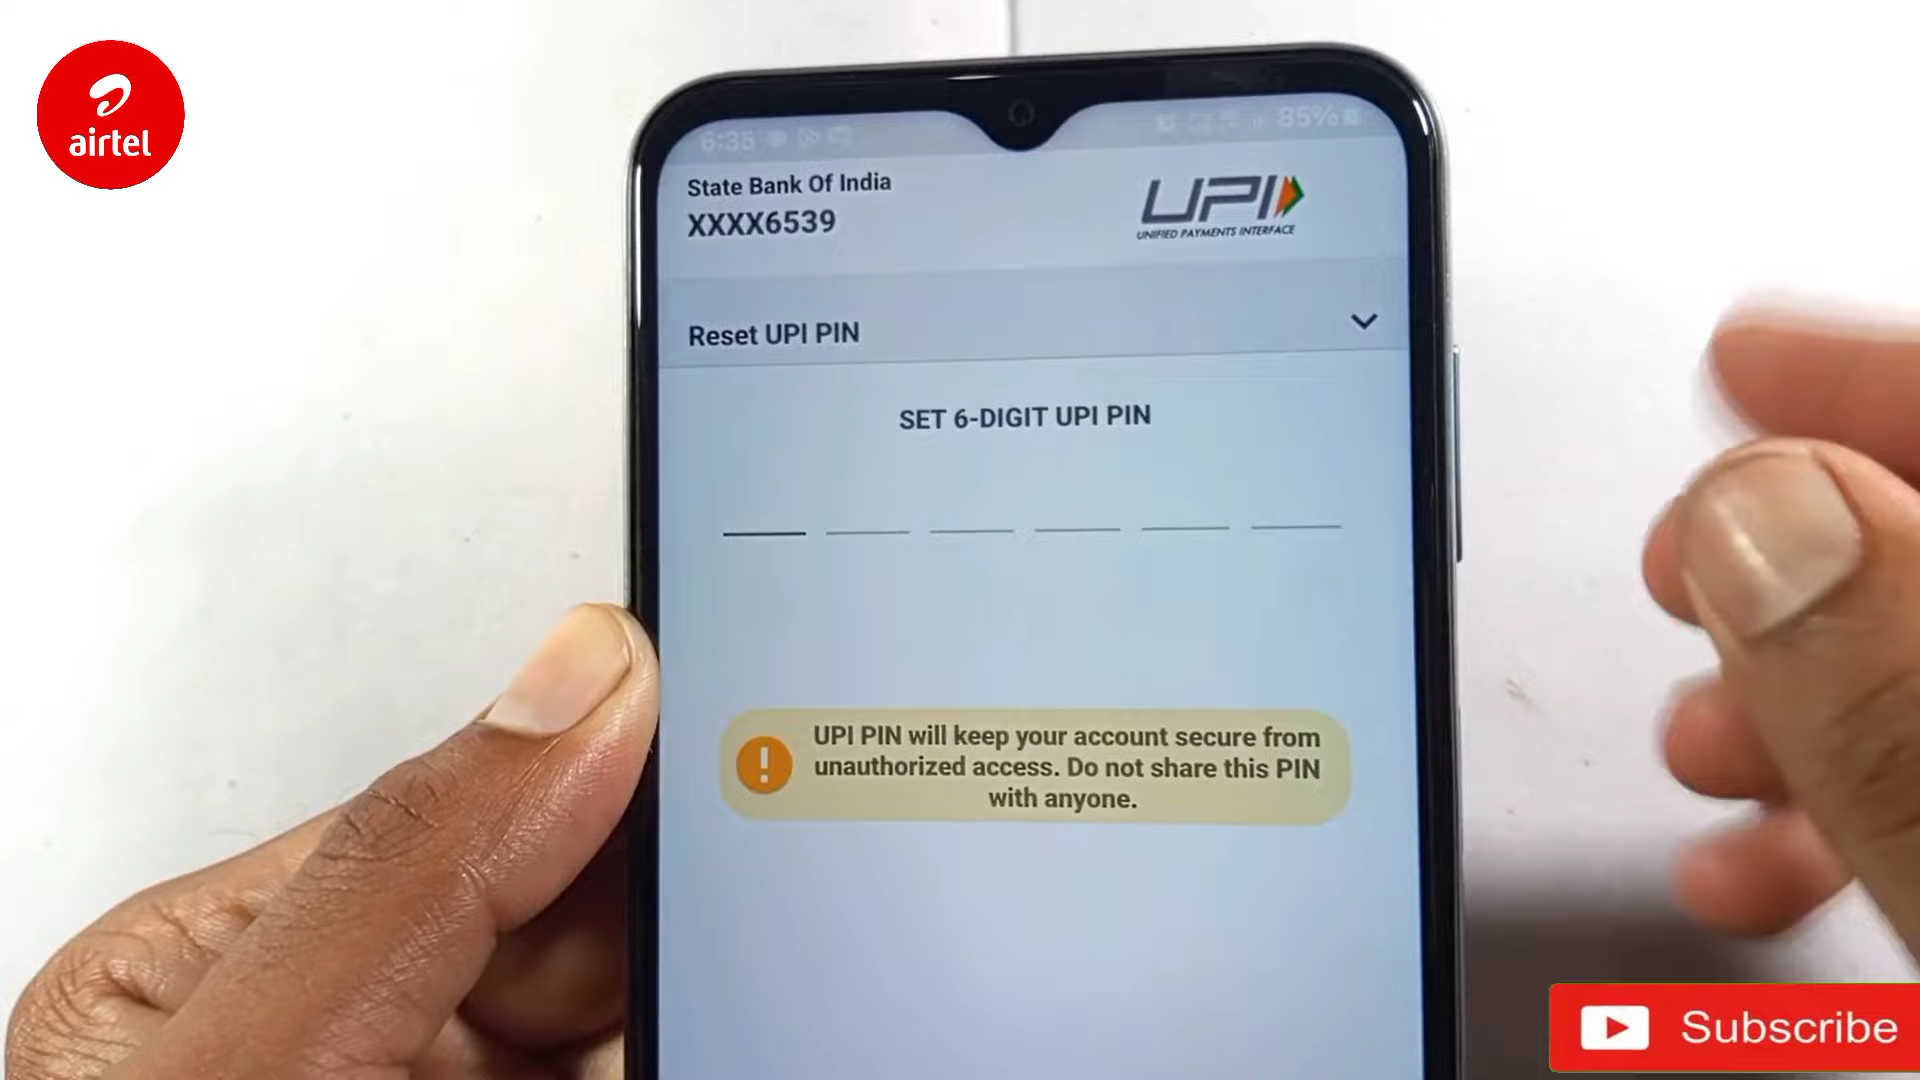 airtel
6:35
85%
State Bank Of India
XXXX6539
UPI
UNIFIED PAYMENTS INTERFACE
Reset UPI PIN
SET 6-DIGIT UPI PIN
UPI PIN will keep your account secure from
unauthorized access. Do not share this PIN
with anyone.
Subscribe